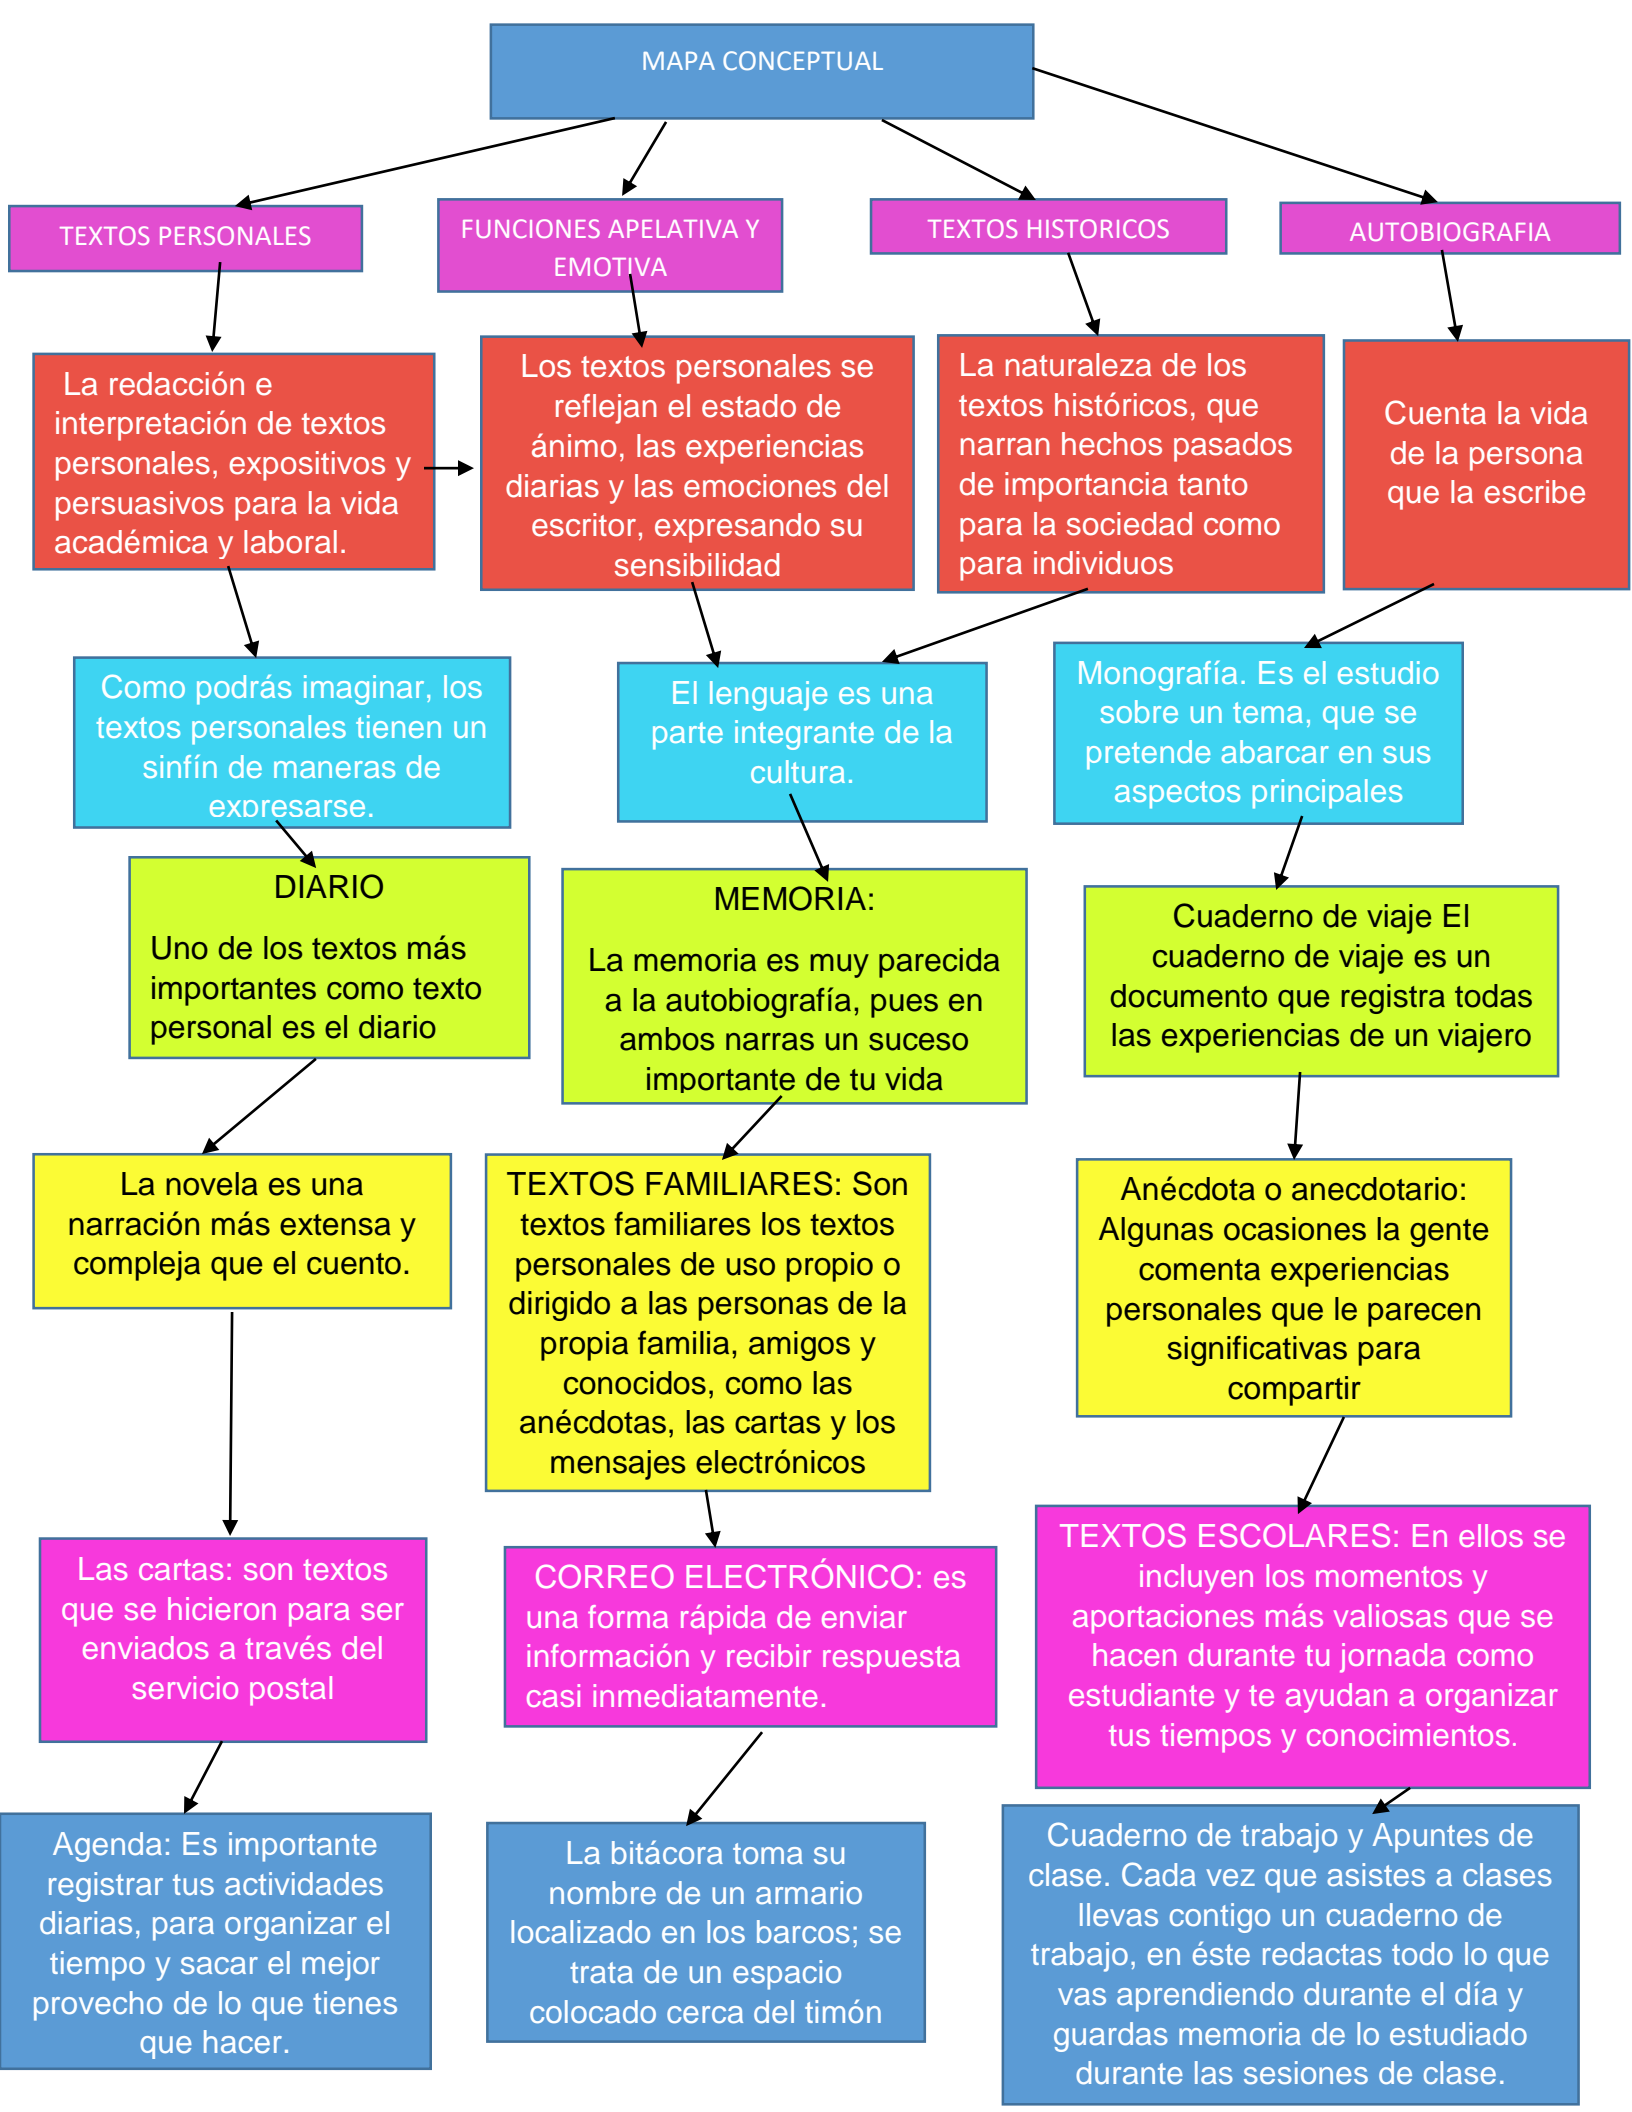 MAPA CONCEPTUAL
TEXTOS PERSONALES
FUNCIONES APELATIVA Y
EMOTIVA
TEXTOS HISTORICOS
AUTOBIOGRAFIA
La redacción e
interpretación de textos
personales, expositivos y
persuasivos para la vida
académica y laboral.
Los textos personales se
reflejan el estado de
ánimo, las experiencias
diarias y las emociones del
escritor, expresando su
sensibilidad
La naturaleza de los
textos históricos, que
narran hechos pasados
de importancia tanto
para la sociedad como
para individuos
Cuenta la vida
de la persona
que la escribe
Como podrás imaginar, los
textos personales tienen un
sinfín de maneras de
expresarse.
El lenguaje es una
parte integrante de la
cultura.
Monografía. Es el estudio
sobre un tema, que se
pretende abarcar en sus
aspectos principales
DIARIO
Uno de los textos más
importantes como texto
personal es el diario
MEMORIA:
La memoria es muy parecida
a la autobiografía, pues en
ambos narras un suceso
importante de tu vida
Cuaderno de viaje El
cuaderno de viaje es un
documento que registra todas
las experiencias de un viajero
La novela es una
narración más extensa y
compleja que el cuento.
TEXTOS FAMILIARES: Son
textos familiares los textos
personales de uso propio o
dirigido a las personas de la
propia familia, amigos y
conocidos, como las
anécdotas, las cartas y los
mensajes electrónicos
Anécdota o anecdotario:
Algunas ocasiones la gente
comenta experiencias
personales que le parecen
significativas para
compartir
Las cartas: son textos
que se hicieron para ser
enviados a través del
servicio postal
CORREO ELECTRÓNICO: es
una forma rápida de enviar
información y recibir respuesta
casi inmediatamente.
TEXTOS ESCOLARES: En ellos se
incluyen los momentos y
aportaciones más valiosas que se
hacen durante tu jornada como
estudiante y te ayudan a organizar
tus tiempos y conocimientos.
Agenda: Es importante
registrar tus actividades
diarias, para organizar el
tiempo y sacar el mejor
provecho de lo que tienes
que hacer.
La bitácora toma su
nombre de un armario
localizado en los barcos; se
trata de un espacio
colocado cerca del timón
Cuaderno de trabajo y Apuntes de
clase. Cada vez que asistes a clases
llevas contigo un cuaderno de
trabajo, en éste redactas todo lo que
vas aprendiendo durante el día y
guardas memoria de lo estudiado
durante las sesiones de clase.